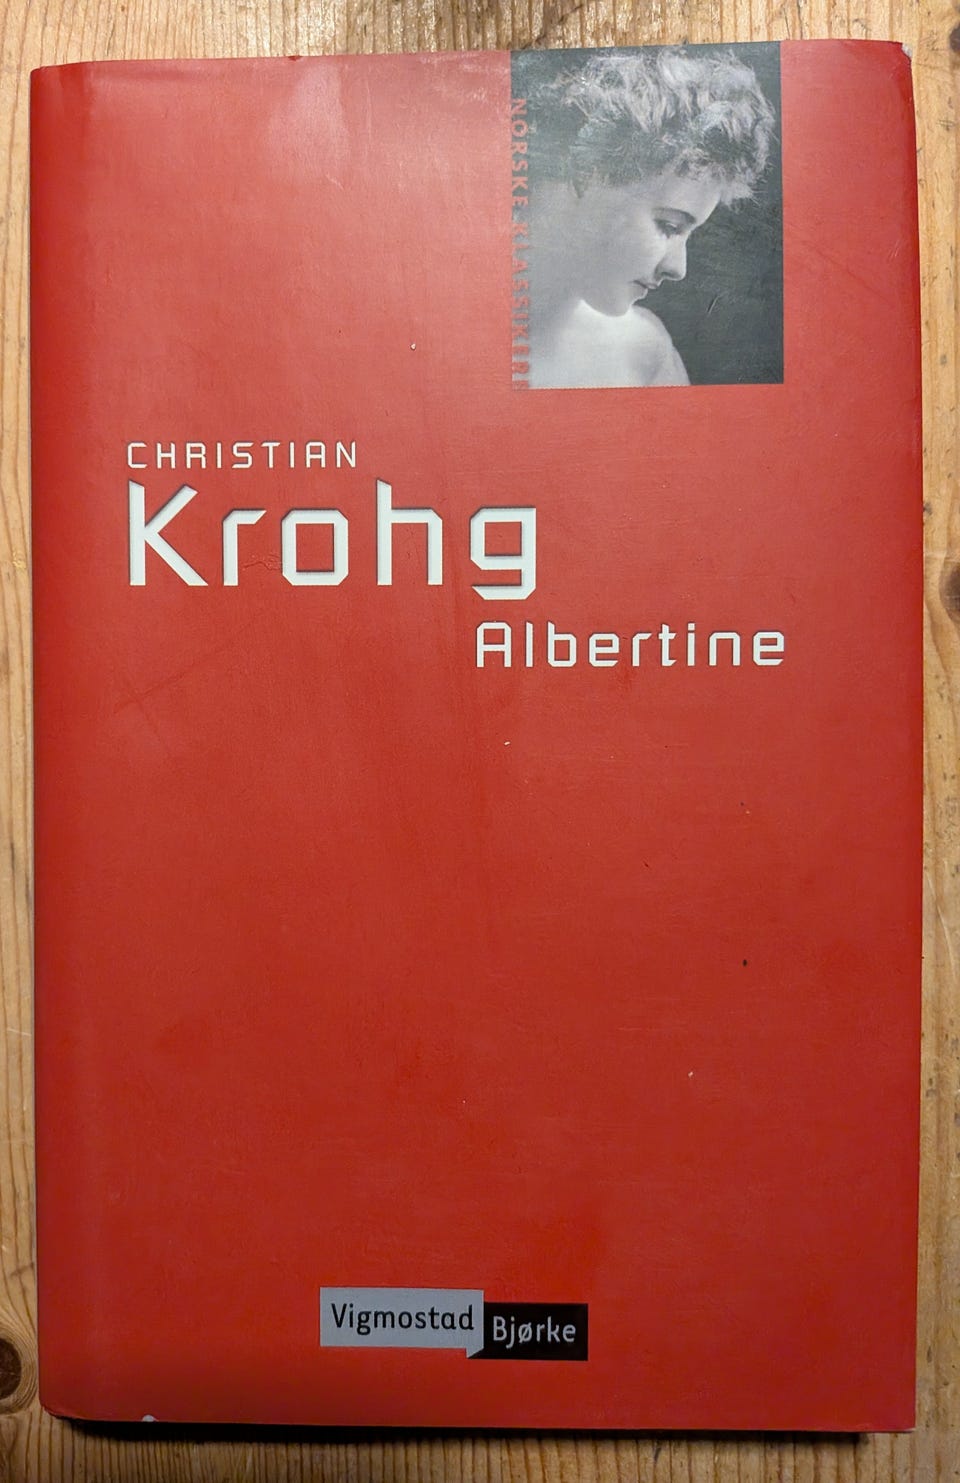 NORSKE KLASSIKERE
CHRISTIAN
Krohg
Albertine
Vigmostad
Bjørke